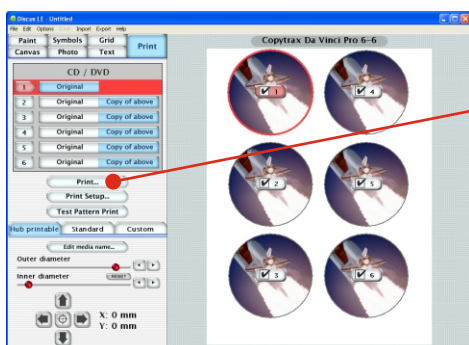 Discus LE - Untitled
File Edit Options Zoom Import Export Help
Paint Symbols Grid Print
Canvas Photo Text
Copytrax Da Vinci Pro 6-6
CD / DVD
1 Original
2 Original Copy of above
3 Original Copy of above
4 Original Copy of above
5 Original Copy of above
6 Original Copy of above
Print...
Print Setup...
Test Pattern Print
Hub printable Standard Custom
Edit media name...
Outer diameter
Inner diameter RESET
X: 0 mm
Y: 0 mm
1 4
2 5
3 6